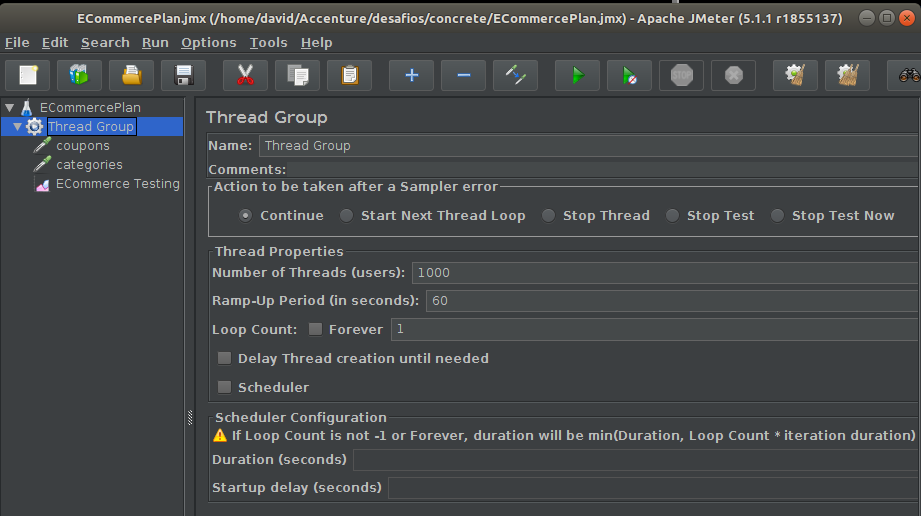 ECommercePlan.jmx (/home/david/Accenture/desafios/concrete/ECommercePlan.jmx) - Apache JMeter (5.1.1 r1855137)
File Edit Search Run Options Tools Help
STOP
ECommercePlan
Thread Group
coupons
categories
ECommerce Testing
Thread Group
Name: Thread Group
Comments:
Action to be taken after a Sampler error
Continue Start Next Thread Loop Stop Thread Stop Test Stop Test Now
Thread Properties
Number of Threads (users): 1000
Ramp-Up Period (in seconds): 60
Loop Count: Forever 1
Delay Thread creation until needed
Scheduler
Scheduler Configuration
If Loop Count is not -1 or Forever, duration will be min(Duration, Loop Count * iteration duration)
Duration (seconds)
Startup delay (seconds)